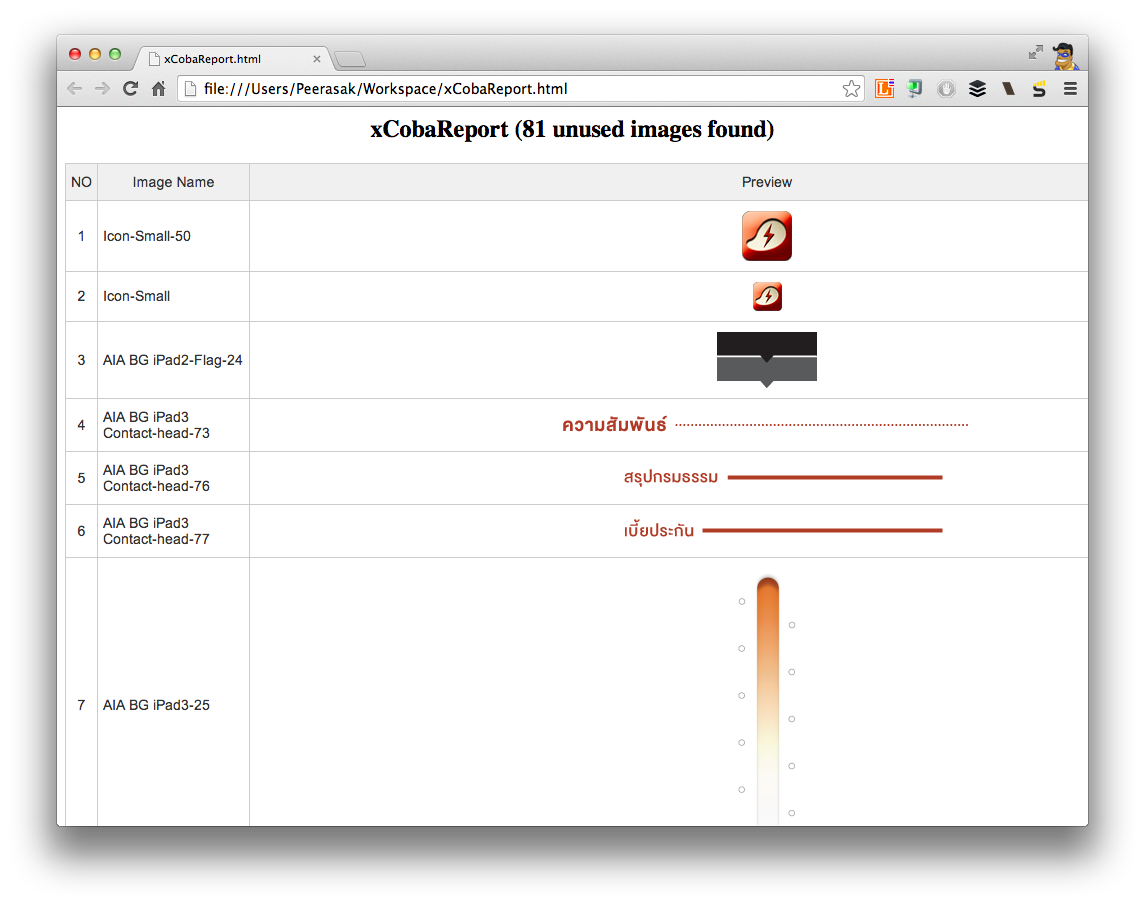 xCobaReport.html
file:///Users/Peerasak/Workspace/xCobaReport.html
xCobaReport (81 unused images found)
NO Image Name Preview
1 Icon-Small-50
2 Icon-Small
3 AIA BG iPad2-Flag-24
4 AIA BG iPad3
Contact-head-73
ความสัมพันธ์
5 AIA BG iPad3
Contact-head-76
สรุปกรมธรรม
6 AIA BG iPad3
Contact-head-77
เบี้ยประกัน
7 AIA BG iPad3-25